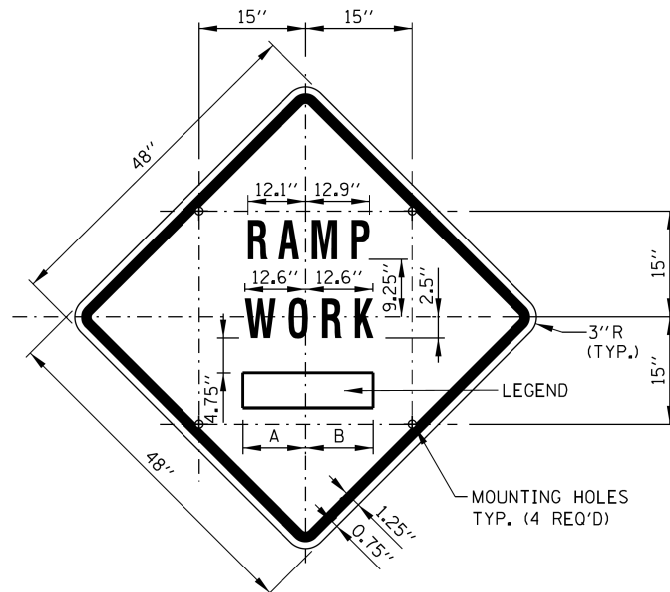 15'' 15''
48''
12.1'' 12.9''
RAMP
15''
12.6'' 12.6''
9.25''
2.5''
WORK
3''R
(TYP.)
4.75''
LEGEND
15''
A B
48''
MOUNTING HOLES
TYP. (4 REQ'D)
1.25''
0.75''